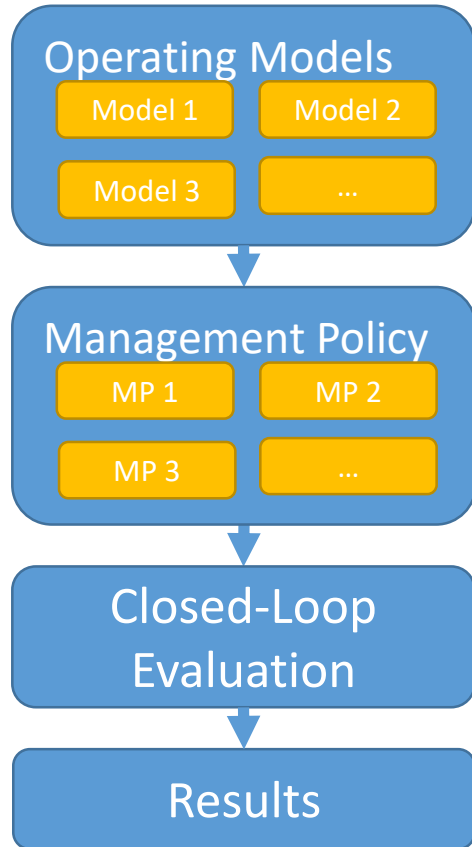 Operating Models
Model 1
Model 2
Model 3
...
Management Policy
MP 1
MP 2
MP 3
...
Closed-Loop
Evaluation
Results